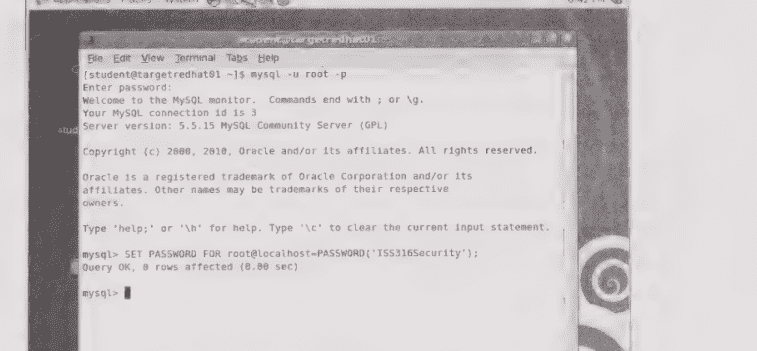 File Edit View Terminal Tabs Help
[student@targetredhat01 ~]$ mysql -u root -p
Enter password:
Welcome to the MySQL monitor.  Commands end with ; or \g.
Your MySQL connection id is 3
Server version: 5.5.15 MySQL Community Server (GPL)
Copyright (c) 2000, 2010, Oracle and/or its affiliates. All rights reserved.
Oracle is a registered trademark of Oracle Corporation and/or its
affiliates. Other names may be trademarks of their respective
owners.
Type 'help;' or '\h' for help. Type '\c' to clear the current input statement.
mysql> SET PASSWORD FOR root@localhost=PASSWORD('ISS316Security');
Query OK, 0 rows affected (0.00 sec)
mysql>